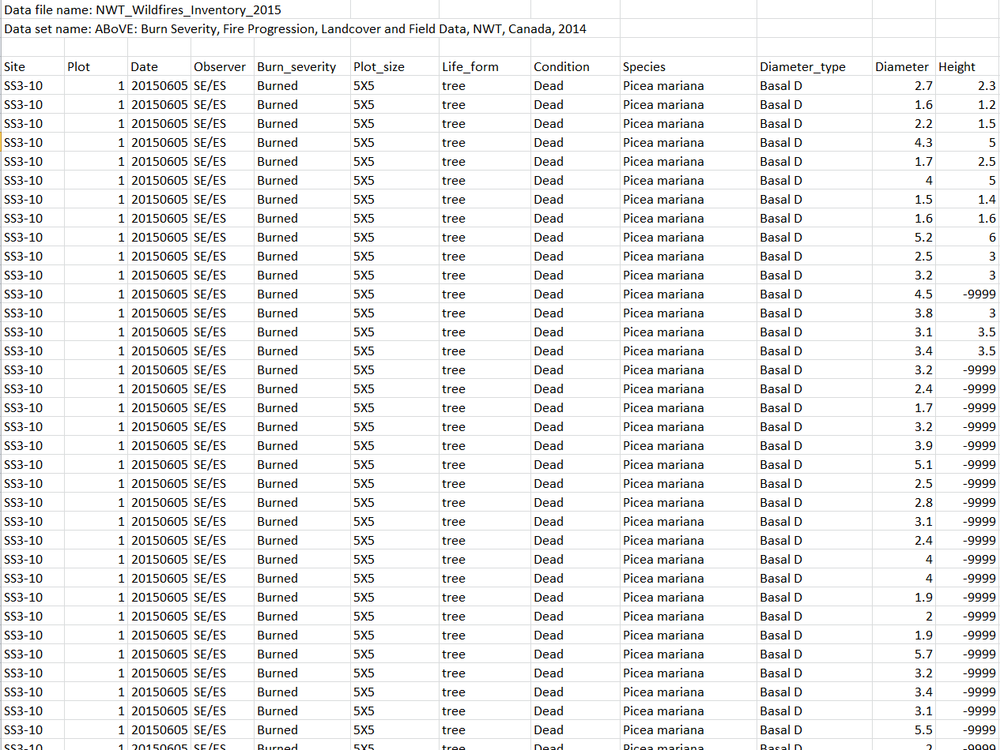 Data file name: NWT_Wildfires_Inventory_2015
Data set name: ABoVE: Burn Severity, Fire Progression, Landcover and Field Data, NWT, Canada, 2014
Site Plot Date Observer Burn_severity Plot_size Life_form Condition Species Diameter_type Diameter Height
SS3-10 1 20150605 SE/ES Burned 5X5 tree Dead Picea mariana Basal D 2.7 2.3
SS3-10 1 20150605 SE/ES Burned 5X5 tree Dead Picea mariana Basal D 1.6 1.2
SS3-10 1 20150605 SE/ES Burned 5X5 tree Dead Picea mariana Basal D 2.2 1.5
SS3-10 1 20150605 SE/ES Burned 5X5 tree Dead Picea mariana Basal D 4.3 5
SS3-10 1 20150605 SE/ES Burned 5X5 tree Dead Picea mariana Basal D 1.7 2.5
SS3-10 1 20150605 SE/ES Burned 5X5 tree Dead Picea mariana Basal D 4 5
SS3-10 1 20150605 SE/ES Burned 5X5 tree Dead Picea mariana Basal D 1.5 1.4
SS3-10 1 20150605 SE/ES Burned 5X5 tree Dead Picea mariana Basal D 1.6 1.6
SS3-10 1 20150605 SE/ES Burned 5X5 tree Dead Picea mariana Basal D 5.2 6
SS3-10 1 20150605 SE/ES Burned 5X5 tree Dead Picea mariana Basal D 2.5 3
SS3-10 1 20150605 SE/ES Burned 5X5 tree Dead Picea mariana Basal D 3.2 3
SS3-10 1 20150605 SE/ES Burned 5X5 tree Dead Picea mariana Basal D 4.5 -9999
SS3-10 1 20150605 SE/ES Burned 5X5 tree Dead Picea mariana Basal D 3.8 3
SS3-10 1 20150605 SE/ES Burned 5X5 tree Dead Picea mariana Basal D 3.1 3.5
SS3-10 1 20150605 SE/ES Burned 5X5 tree Dead Picea mariana Basal D 3.4 3.5
SS3-10 1 20150605 SE/ES Burned 5X5 tree Dead Picea mariana Basal D 3.2 -9999
SS3-10 1 20150605 SE/ES Burned 5X5 tree Dead Picea mariana Basal D 2.4 -9999
SS3-10 1 20150605 SE/ES Burned 5X5 tree Dead Picea mariana Basal D 1.7 -9999
SS3-10 1 20150605 SE/ES Burned 5X5 tree Dead Picea mariana Basal D 3.2 -9999
SS3-10 1 20150605 SE/ES Burned 5X5 tree Dead Picea mariana Basal D 3.9 -9999
SS3-10 1 20150605 SE/ES Burned 5X5 tree Dead Picea mariana Basal D 5.1 -9999
SS3-10 1 20150605 SE/ES Burned 5X5 tree Dead Picea mariana Basal D 2.5 -9999
SS3-10 1 20150605 SE/ES Burned 5X5 tree Dead Picea mariana Basal D 2.8 -9999
SS3-10 1 20150605 SE/ES Burned 5X5 tree Dead Picea mariana Basal D 3.1 -9999
SS3-10 1 20150605 SE/ES Burned 5X5 tree Dead Picea mariana Basal D 2.4 -9999
SS3-10 1 20150605 SE/ES Burned 5X5 tree Dead Picea mariana Basal D 4 -9999
SS3-10 1 20150605 SE/ES Burned 5X5 tree Dead Picea mariana Basal D 4 -9999
SS3-10 1 20150605 SE/ES Burned 5X5 tree Dead Picea mariana Basal D 1.9 -9999
SS3-10 1 20150605 SE/ES Burned 5X5 tree Dead Picea mariana Basal D 2 -9999
SS3-10 1 20150605 SE/ES Burned 5X5 tree Dead Picea mariana Basal D 1.9 -9999
SS3-10 1 20150605 SE/ES Burned 5X5 tree Dead Picea mariana Basal D 5.7 -9999
SS3-10 1 20150605 SE/ES Burned 5X5 tree Dead Picea mariana Basal D 3.2 -9999
SS3-10 1 20150605 SE/ES Burned 5X5 tree Dead Picea mariana Basal D 3.4 -9999
SS3-10 1 20150605 SE/ES Burned 5X5 tree Dead Picea mariana Basal D 3.1 -9999
SS3-10 1 20150605 SE/ES Burned 5X5 tree Dead Picea mariana Basal D 5.5 -9999
SS3-10 1 20150605 SE/ES Burned 5X5 tree Dead Picea mariana Basal D 2 -9999